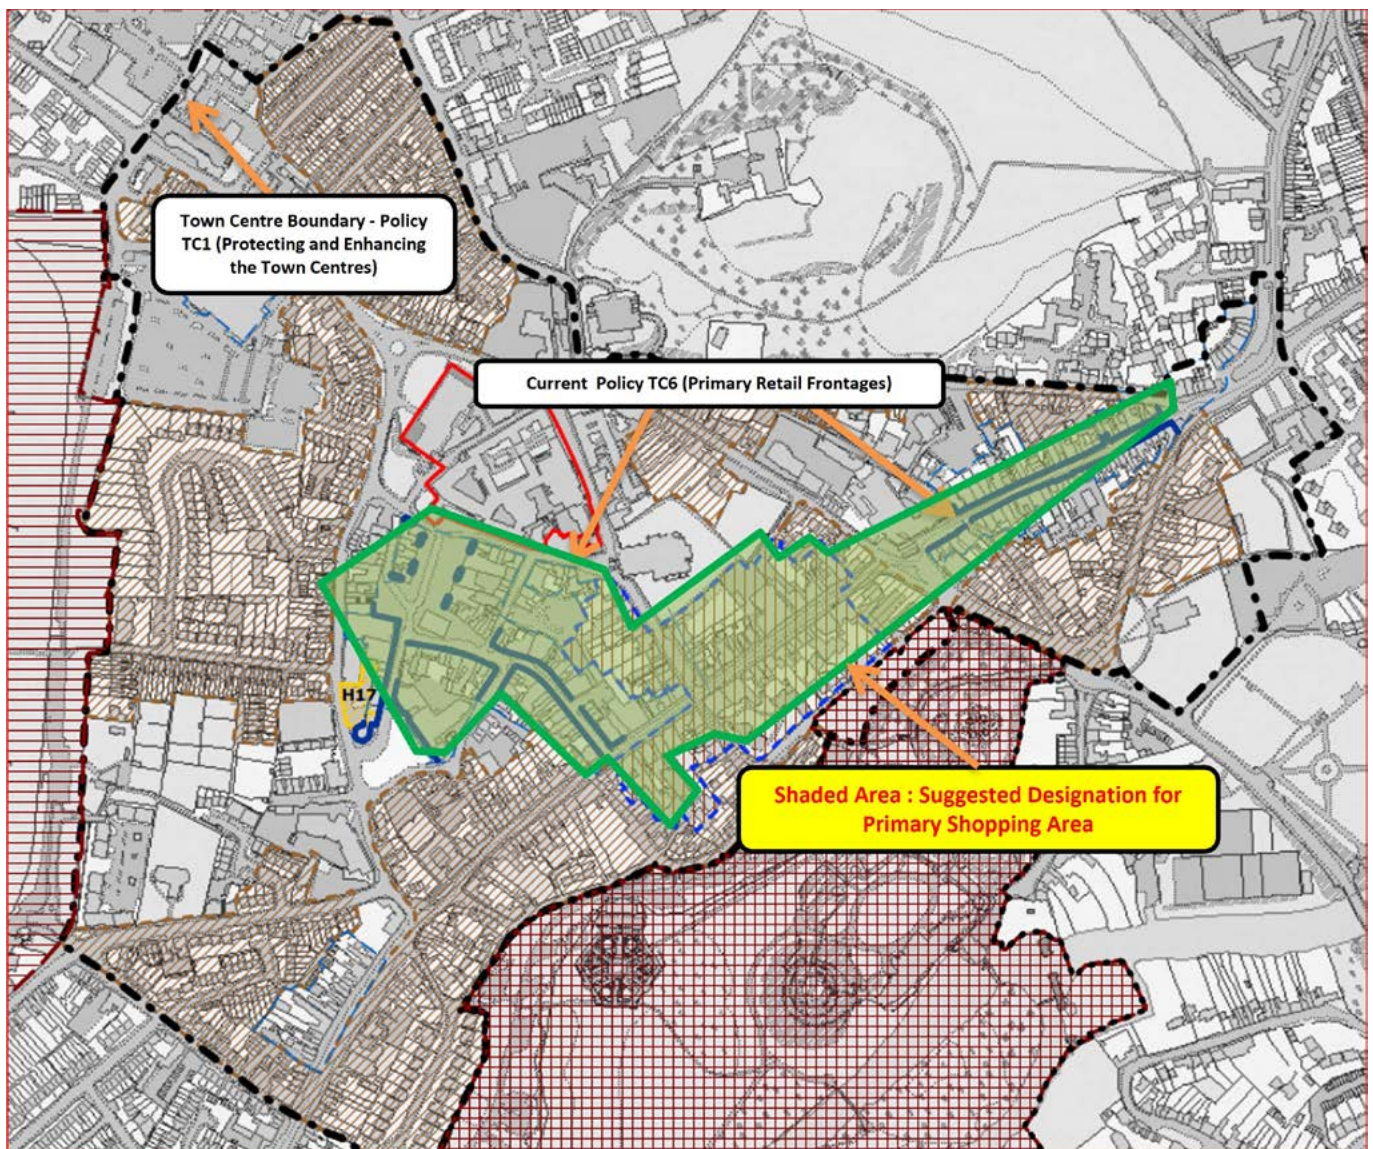 Town Centre Boundary - Policy
TC1 (Protecting and Enhancing
the Town Centres)
Current  Policy TC6 (Primary Retail Frontages)
H17
Shaded Area : Suggested Designation for
Primary Shopping Area